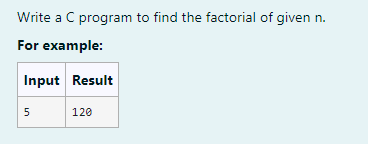 Write a C program to find the factorial of given n.
For example:
Input Result
5 120